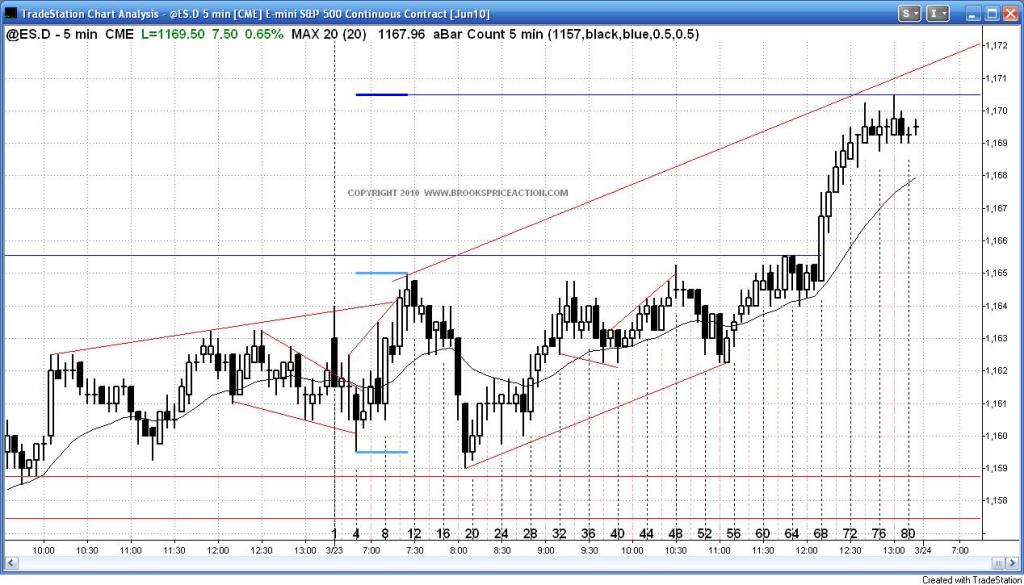 TradeStation Chart Analysis - @ES.D 5 min [CME] E-mini S&P 500 Continuous Contract [Jun10]
S
I
@ES.D - 5 min CME L=1169.50 7.50 0.65% MAX 20 (20) 1167.96 aBar Count 5 min (1157,black,blue,0.5,0.5)
1,172
1,171
1,170
1,169
COPYRIGHT 2010 WWW.BROOKSPRICEACTION.COM
1,168
1,167
1,166
1,165
1,164
1,163
1,162
1,161
1,160
1,159
1,158
1 4 8 12 16 20 24 28 32 36 40 44 48 52 56 60 64 68 72 76 80
10:00 10:30 11:00 11:30 12:00 12:30 13:00 3/23 7:00 7:30 8:00 8:30 9:00 9:30 10:00 10:30 11:00 11:30 12:00 12:30 13:00 3/24 7:00
Created with TradeStation